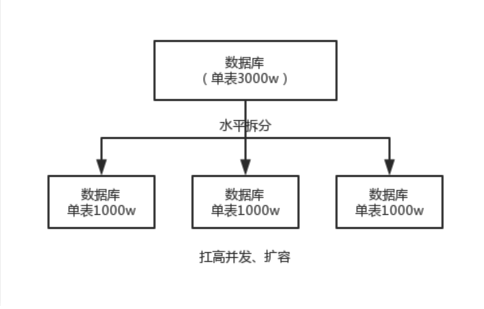 数据库
（单表3000w）
水平拆分
数据库
单表1000w
数据库
单表1000w
数据库
单表1000w
扛高并发、扩容